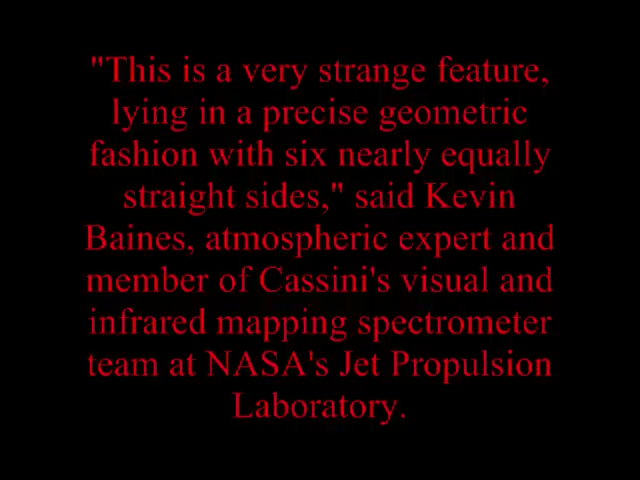 "This is a very strange feature,
lying in a precise geometric
fashion with six nearly equally
straight sides," said Kevin
Baines, atmospheric expert and
member of Cassini's visual and
infrared mapping spectrometer
team at NASA's Jet Propulsion
Laboratory.